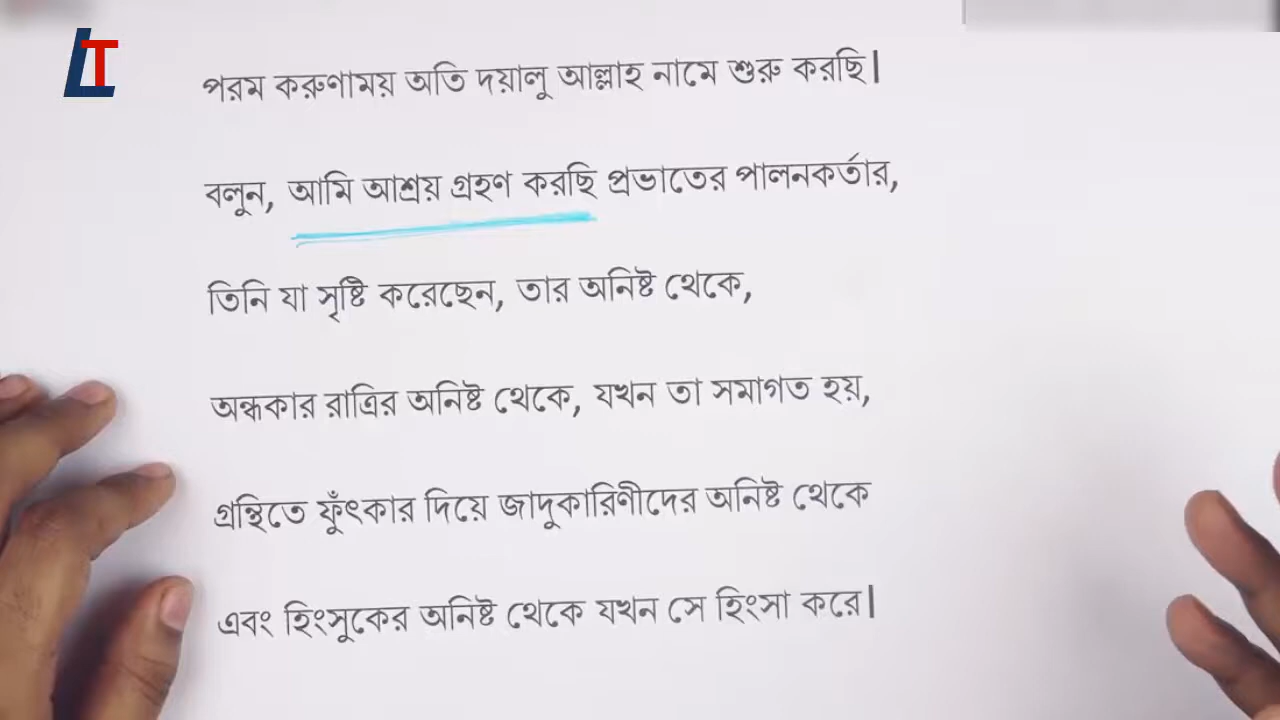 LT
পরম করুণাময় অতি দয়ালু আল্লাহ নামে শুরু করছি।
বলুন, আমি আশ্রয় গ্রহণ করছি প্রভাতের পালনকর্তার,
তিনি যা সৃষ্টি করেছেন, তার অনিষ্ট থেকে,
অন্ধকার রাত্রির অনিষ্ট থেকে, যখন তা সমাগত হয়,
গ্রন্থিতে ফুঁৎকার দিয়ে জাদুকারিণীদের অনিষ্ট থেকে
এবং হিংসুকের অনিষ্ট থেকে যখন সে হিংসা করে।